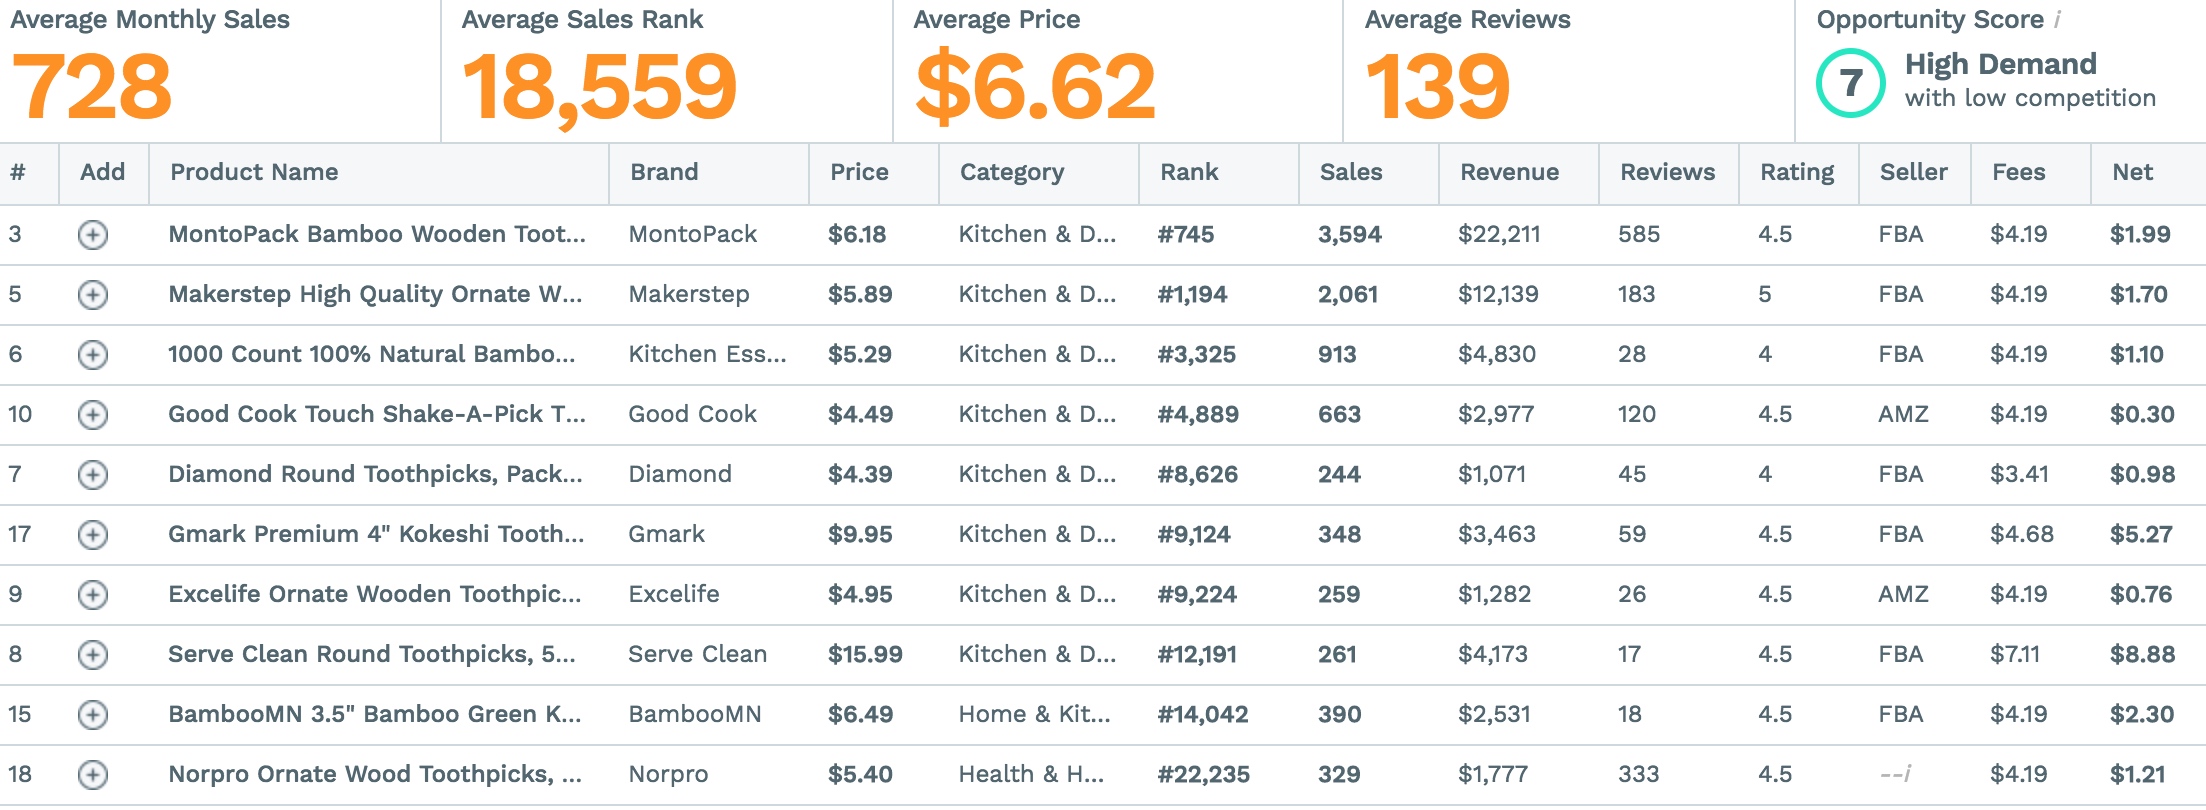 Average Monthly Sales Average Sales Rank Average Price Average Reviews Opportunity Score i
728 18,559 $6.62 139 7 High Demand
with low competition
# Add Product Name Brand Price Category Rank Sales Revenue Reviews Rating Seller Fees Net
3 MontoPack Bamboo Wooden Toot... MontoPack $6.18 Kitchen & D... #745 3,594 $22,211 585 4.5 FBA $4.19 $1.99
5 Makerstep High Quality Ornate W... Makerstep $5.89 Kitchen & D... #1,194 2,061 $12,139 183 5 FBA $4.19 $1.70
6 1000 Count 100% Natural Bambo... Kitchen Ess... $5.29 Kitchen & D... #3,325 913 $4,830 28 4 FBA $4.19 $1.10
10 Good Cook Touch Shake-A-Pick T... Good Cook $4.49 Kitchen & D... #4,889 663 $2,977 120 4.5 AMZ $4.19 $0.30
7 Diamond Round Toothpicks, Pack... Diamond $4.39 Kitchen & D... #8,626 244 $1,071 45 4 FBA $3.41 $0.98
17 Gmark Premium 4" Kokeshi Tooth... Gmark $9.95 Kitchen & D... #9,124 348 $3,463 59 4.5 FBA $4.68 $5.27
9 Excelife Ornate Wooden Toothpic... Excelife $4.95 Kitchen & D... #9,224 259 $1,282 26 4.5 AMZ $4.19 $0.76
8 Serve Clean Round Toothpicks, 5... Serve Clean $15.99 Kitchen & D... #12,191 261 $4,173 17 4.5 FBA $7.11 $8.88
15 BambooMN 3.5" Bamboo Green K... BambooMN $6.49 Home & Kit... #14,042 390 $2,531 18 4.5 FBA $4.19 $2.30
18 Norpro Ornate Wood Toothpicks, ... Norpro $5.40 Health & H... #22,235 329 $1,777 333 4.5 --i $4.19 $1.21